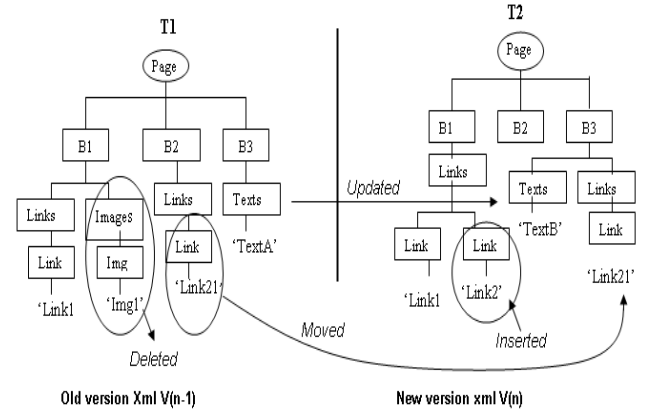 T1
T2
Page
Page
B1
B2
B3
B1
B2
B3
Links
Images
Links
Texts
Updated
Links
Texts
Links
Link
Img
Link
‘TextA’
Link
Link
‘TextB’
Link
‘Link1
‘Img1’
‘Link21’
‘Link1
‘Link2’
‘Link21’
Deleted
Moved
Inserted
Old version Xml V(n-1)
New version xml V(n)